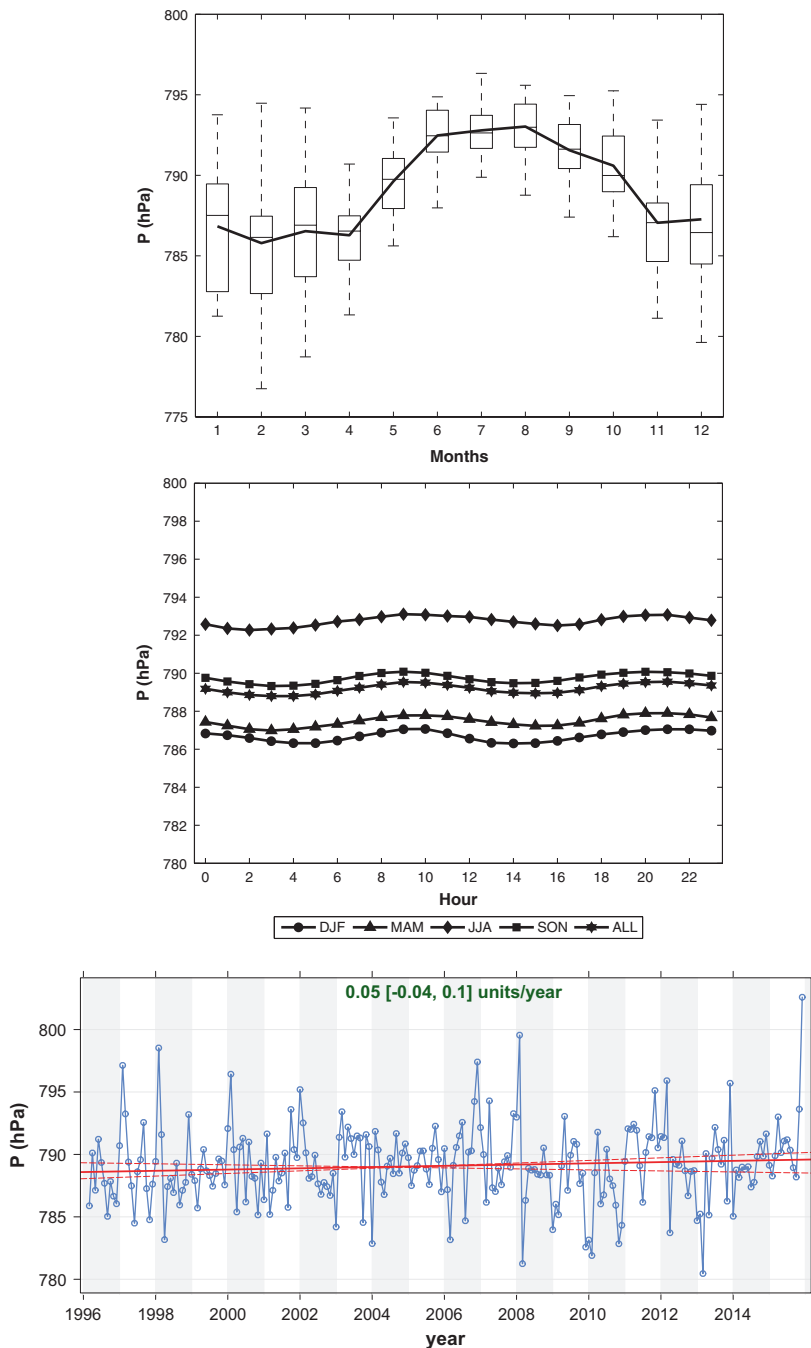 800
795
790
785
780
775
P (hPa)
1 2 3 4 5 6 7 8 9 10 11 12
Months
800
798
796
794
792
790
788
786
784
782
780
P (hPa)
0 2 4 6 8 10 12 14 16 18 20 22
Hour
DJF MAM JJA SON ALL
0.05 [-0.04, 0.1] units/year
800
795
790
785
780
P (hPa)
1996 1998 2000 2002 2004 2006 2008 2010 2012 2014
year